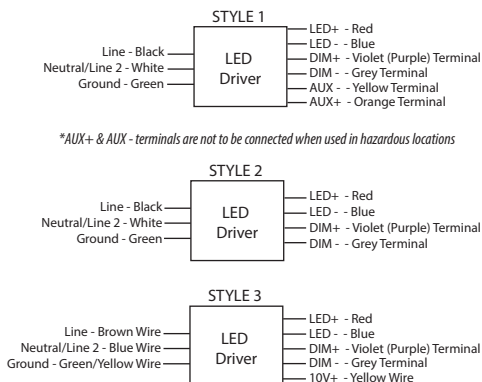 STYLE 1
Line - Black
Neutral/Line 2 - White
Ground - Green
LED Driver
LED+ - Red
LED - - Blue
DIM+ - Violet (Purple) Terminal
DIM - - Grey Terminal
AUX - - Yellow Terminal
AUX+ - Orange Terminal
*AUX+ & AUX - terminals are not to be connected when used in hazardous locations
STYLE 2
Line - Black
Neutral/Line 2 - White
Ground - Green
LED Driver
LED+ - Red
LED - - Blue
DIM+ - Violet (Purple) Terminal
DIM - - Grey Terminal
STYLE 3
Line - Brown Wire
Neutral/Line 2 - Blue Wire
Ground - Green/Yellow Wire
LED Driver
LED+ - Red
LED - - Blue
DIM+ - Violet (Purple) Terminal
DIM - - Grey Terminal
10V+ - Yellow Wire